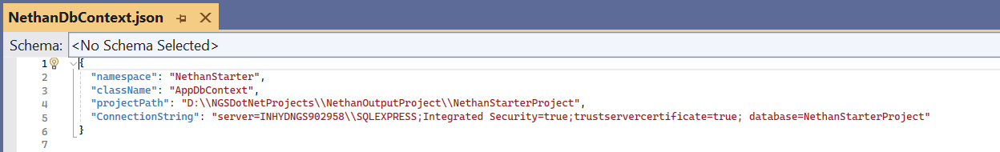 NethanDbContext.json
Schema: <No Schema Selected>
1 {
2 "namespace": "NethanStarter",
3 "className": "AppDbContext",
4 "projectPath": "D:\\NGSDotNetProjects\\NethanOutputProject\\NethanStarterProject",
5 "ConnectionString": "server=INHYDNGS902958\\SQLEXPRESS;Integrated Security=true;trustservercertificate=true; database=NethanStarterProject"
6 }
7